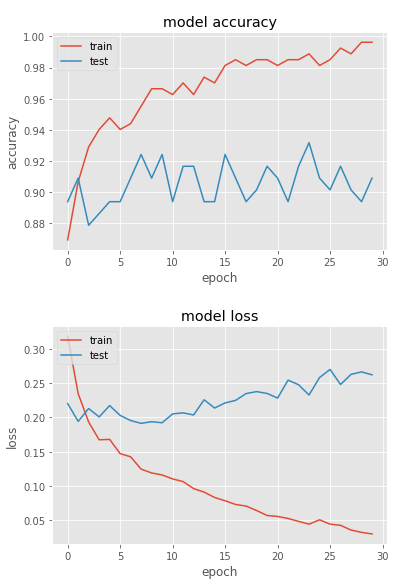 model accuracy
train
test
1.00
0.98
0.96
0.94
0.92
0.90
0.88
accuracy
0 5 10 15 20 25 30
epoch
model loss
train
test
0.30
0.25
0.20
0.15
0.10
0.05
loss
0 5 10 15 20 25 30
epoch